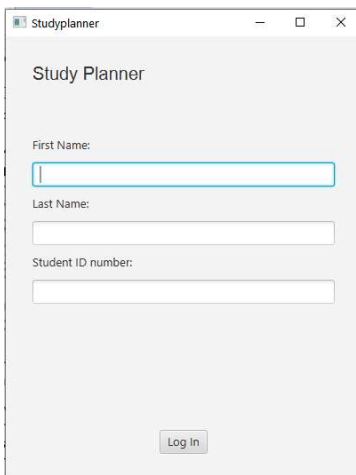 Studyplanner
Study Planner
First Name:
Last Name:
Student ID number:
Log In